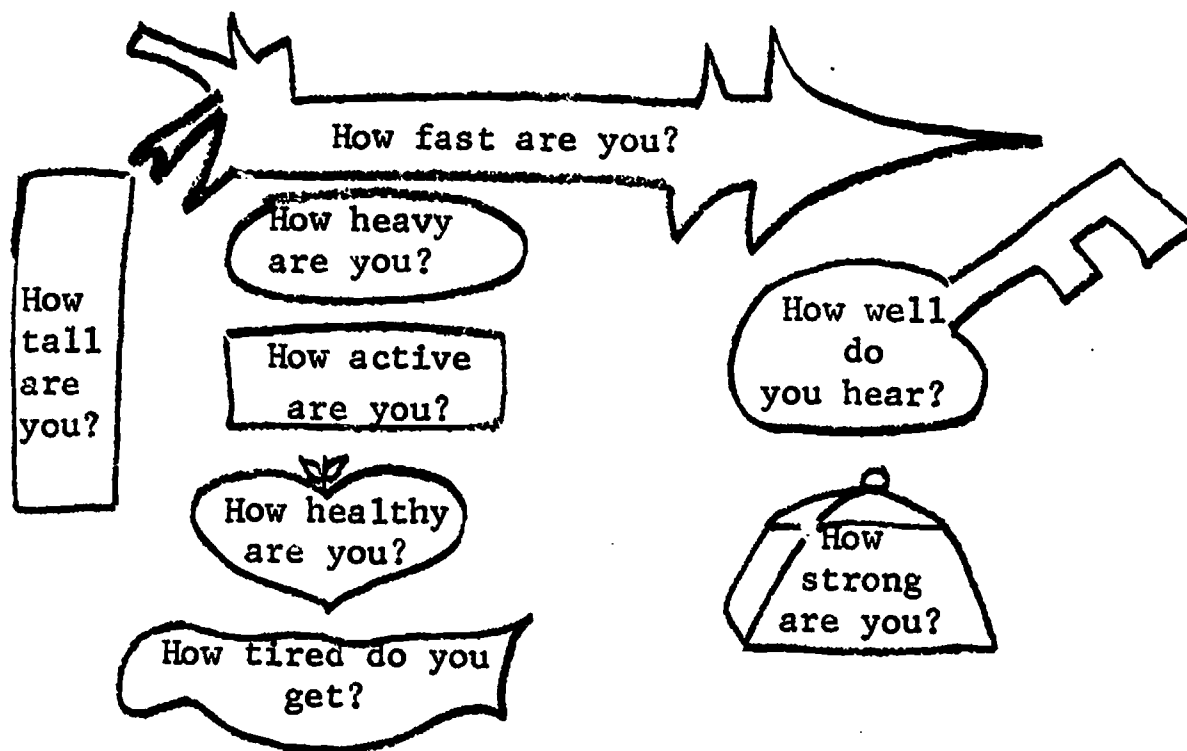 How fast are you?
How heavy
are you?
How
tall
are
you?
How active
are you?
How healthy
are you?
How tired do you
get?
How well
do
you hear?
How
strong
are you?